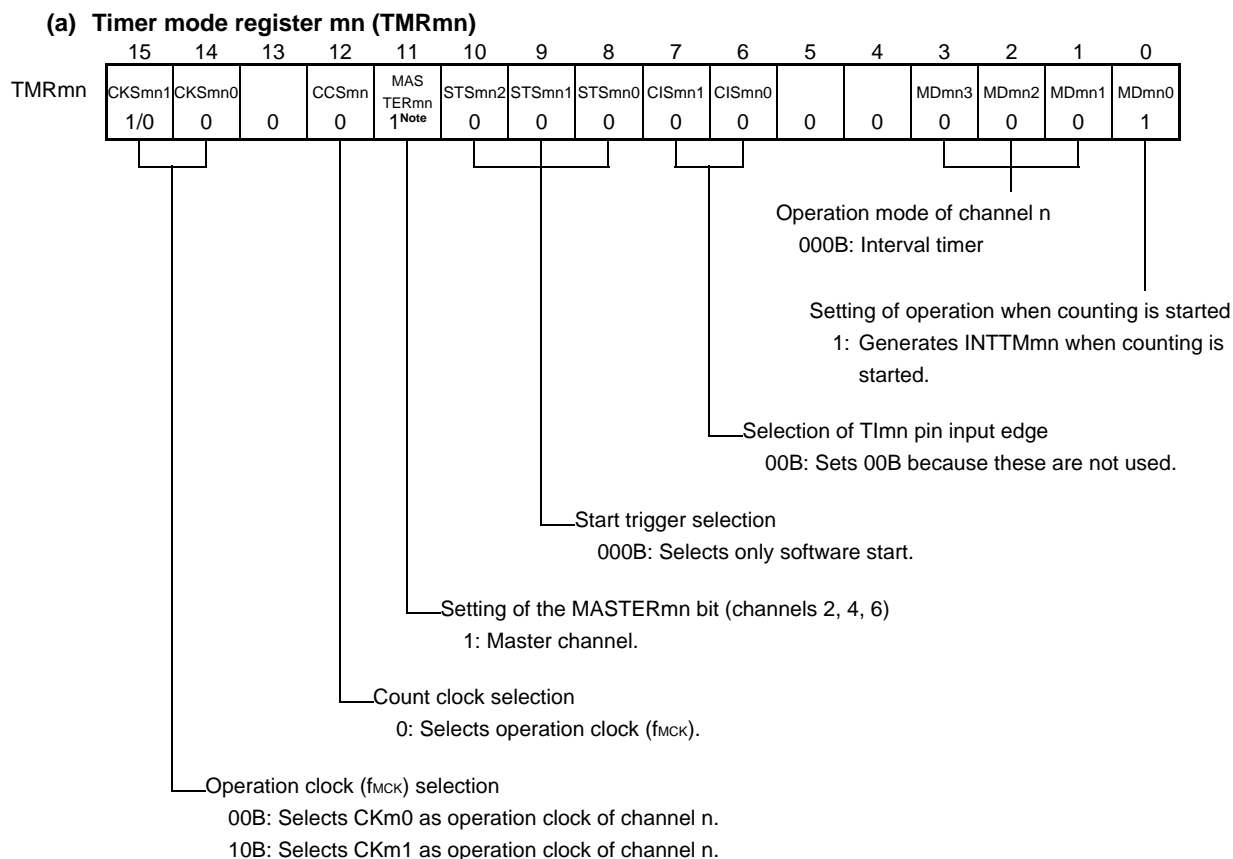 (a) Timer mode register mn (TMRmn)
15 14 13 12 11 10 9 8 7 6 5 4 3 2 1 0
TMRmn CKSmn1 CKSmn0 CCSmn MAS TERmn STSmn2 STSmn1 STSmn0 CISmn1 CISmn0 MDmn3 MDmn2 MDmn1 MDmn0
1/0 0 0 0 1Note 0 0 0 0 0 0 0 0 0 0 1
Operation mode of channel n
000B: Interval timer
Setting of operation when counting is started
1: Generates INTTMmn when counting is
started.
Selection of TImn pin input edge
00B: Sets 00B because these are not used.
Start trigger selection
000B: Selects only software start.
Setting of the MASTERmn bit (channels 2, 4, 6)
1: Master channel.
Count clock selection
0: Selects operation clock (fMCK).
Operation clock (fMCK) selection
00B: Selects CKm0 as operation clock of channel n.
10B: Selects CKm1 as operation clock of channel n.